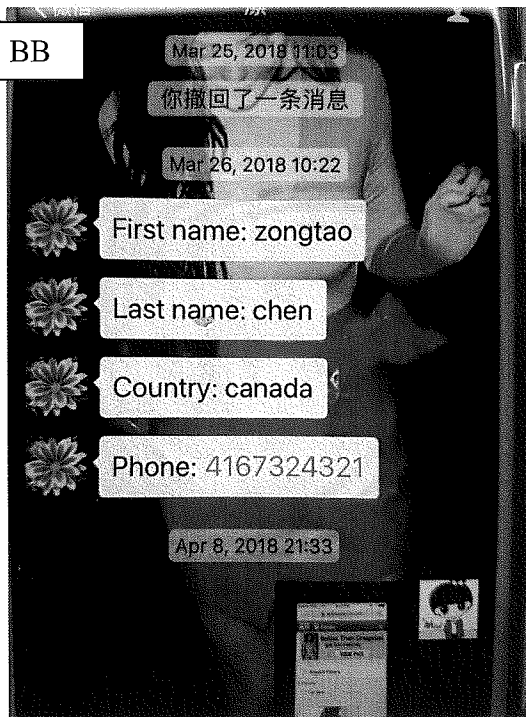 BB
Mar 25, 2018 11:03
你撤回了一条消息
Mar 26, 2018 10:22
First name: zongtao
Last name: chen
Country: canada
Phone: 4167324321
Apr 8, 2018 21:33